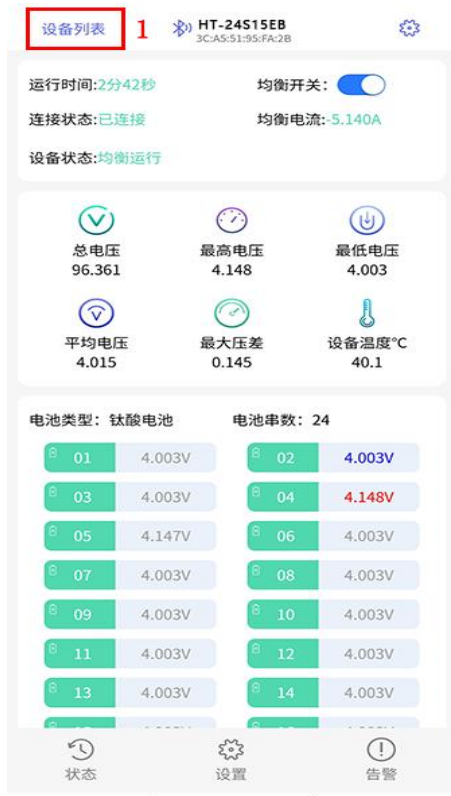 设备列表 1 HT-24S15EB
3C:A5:51:95:FA:2B
运行时间:2分42秒 均衡开关:
连接状态:已连接 均衡电流:-5.140A
设备状态:均衡运行
总电压 最高电压 最低电压
96.361 4.148 4.003
平均电压 最大压差 设备温度°C
4.015 0.145 40.1
电池类型: 钛酸电池 电池串数: 24
01 4.003V 02 4.003V
03 4.003V 04 4.148V
05 4.147V 06 4.003V
07 4.003V 08 4.003V
09 4.003V 10 4.003V
11 4.003V 12 4.003V
13 4.003V 14 4.003V
状态 设置 告警